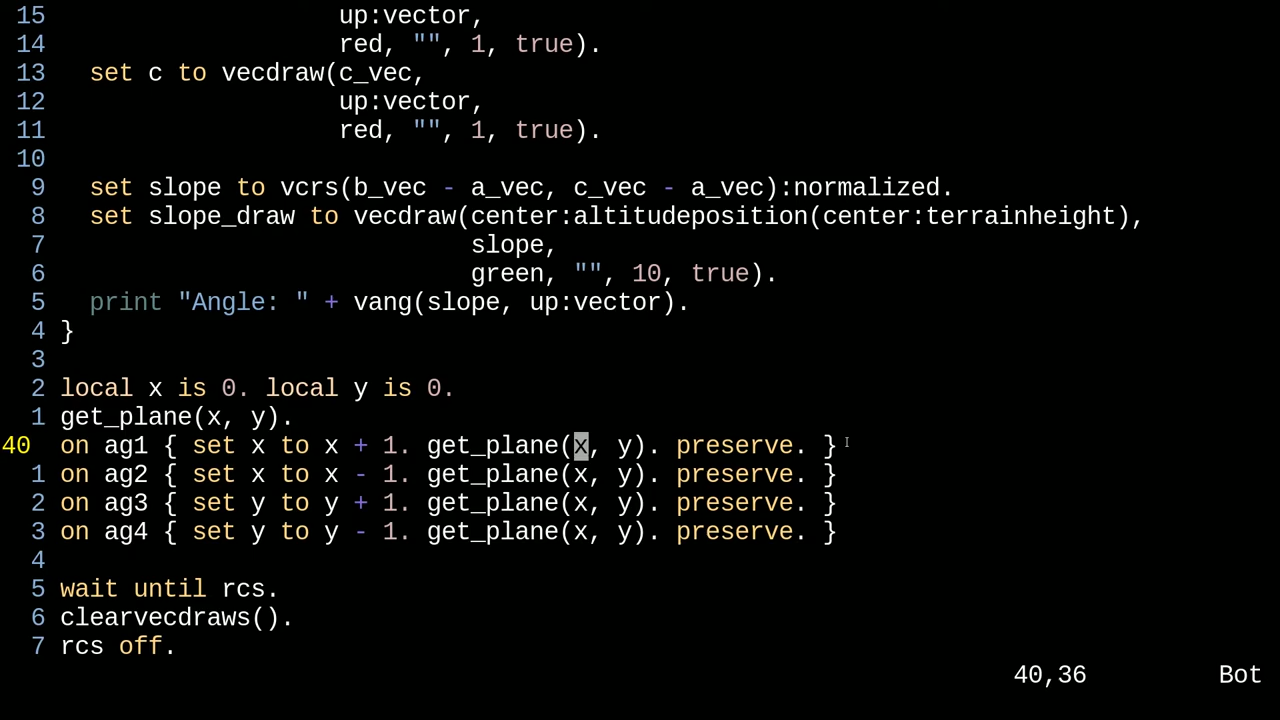 15                    up:vector,
14                    red, "", 1, true).
13   set c to vecdraw(c_vec,
12                    up:vector,
11                    red, "", 1, true).
10
9   set slope to vcrs(b_vec - a_vec, c_vec - a_vec):normalized.
8   set slope_draw to vecdraw(center:altitudeposition(center:terrainheight),
7                             slope,
6                             green, "", 10, true).
5   print "Angle: " + vang(slope, up:vector).
4 }
3
2 local x is 0. local y is 0.
1 get_plane(x, y).
40 on ag1 { set x to x + 1. get_plane(x, y). preserve. }
1 on ag2 { set x to x - 1. get_plane(x, y). preserve. }
2 on ag3 { set y to y + 1. get_plane(x, y). preserve. }
3 on ag4 { set y to y - 1. get_plane(x, y). preserve. }
4
5 wait until rcs.
6 clearvecdraws().
7 rcs off.
40,36 Bot